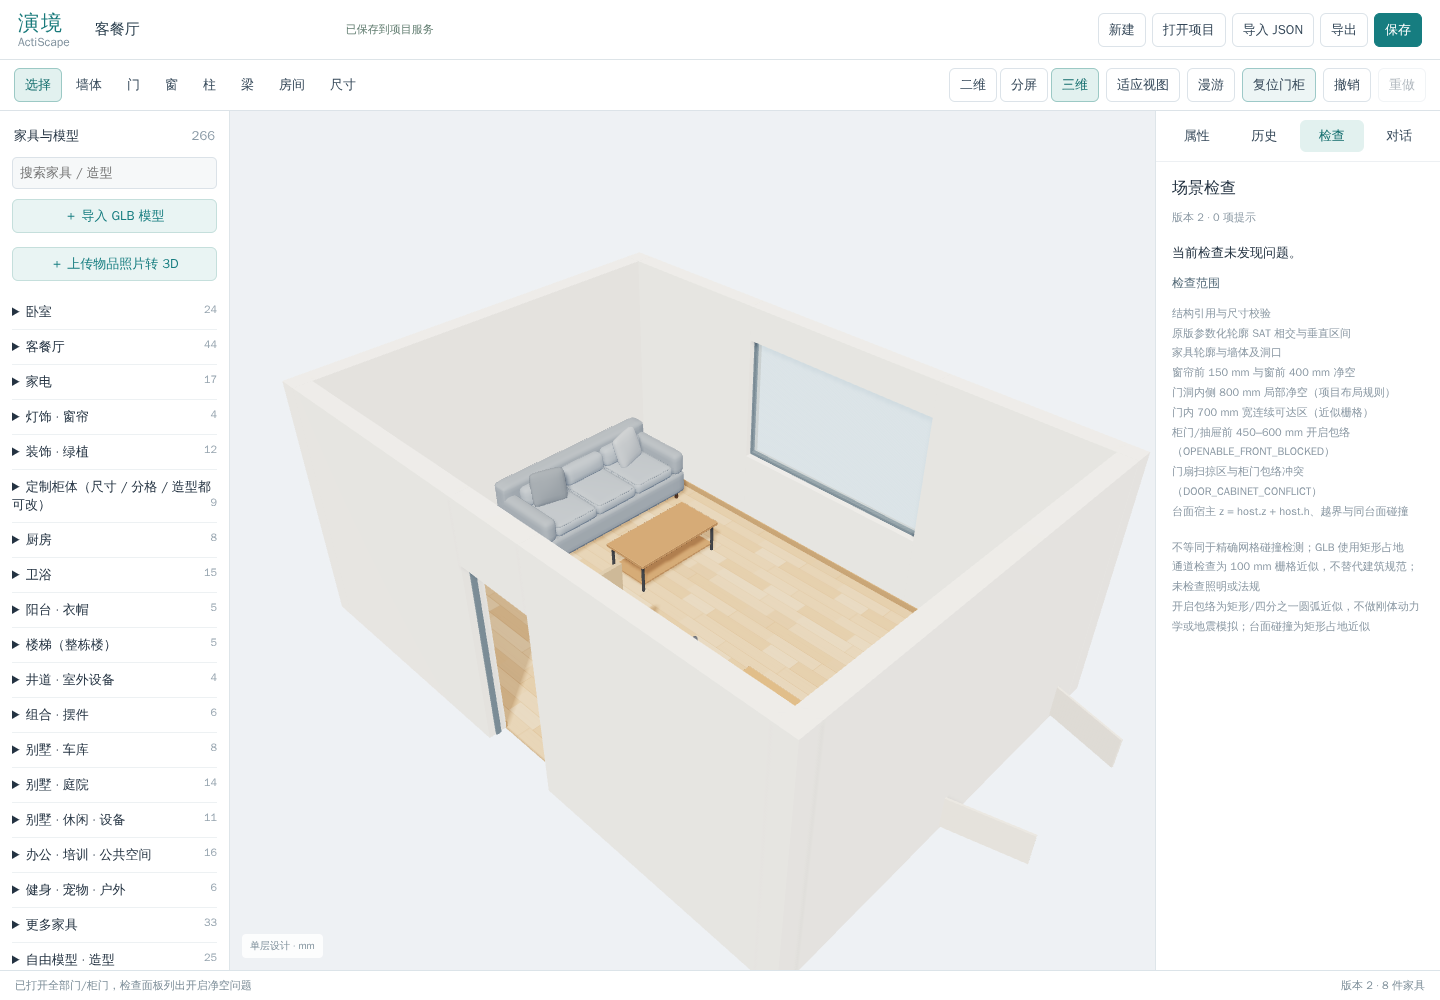 演境
ActiScape
客餐厅
已保存到项目服务
新建
打开项目
导入 JSON
导出
保存
选择
墙体
门
窗
柱
梁
房间
尺寸
二维
分屏
三维
适应视图
漫游
复位门柜
撤销
重做
家具与模型
266
搜索家具 / 造型
+ 导入 GLB 模型
+ 上传物品照片转 3D
▶ 卧室 24
▶ 客餐厅 44
▶ 家电 17
▶ 灯饰 · 窗帘 4
▶ 装饰 · 绿植 12
▶ 定制柜体（尺寸 / 分格 / 造型都
可改） 9
▶ 厨房 8
▶ 卫浴 15
▶ 阳台 · 衣帽 5
▶ 楼梯（整栋楼） 5
▶ 井道 · 室外设备 4
▶ 组合 · 摆件 6
▶ 别墅 · 车库 8
▶ 别墅 · 庭院 14
▶ 别墅 · 休闲 · 设备 11
▶ 办公 · 培训 · 公共空间 16
▶ 健身 · 宠物 · 户外 6
▶ 更多家具 33
▶ 自由模型 · 造型 25
单层设计 · mm
属性
历史
检查
对话
场景检查
版本 2 · 0 项提示
当前检查未发现问题。
检查范围
结构引用与尺寸校验
原版参数化轮廓 SAT 相交与垂直区间
家具轮廓与墙体及洞口
窗帘前 150 mm 与窗前 400 mm 净空
门洞内侧 800 mm 局部净空（项目布局规则）
门内 700 mm 宽连续可达区（近似栅格）
柜门/抽屉前 450–600 mm 开启包络
（OPENABLE_FRONT_BLOCKED）
门扇扫掠区与柜门包络冲突
（DOOR_CABINET_CONFLICT）
台面宿主 z = host.z + host.h、越界与同台面碰撞
不等同于精确网格碰撞检测；GLB 使用矩形占地
通道检查为 100 mm 栅格近似，不替代建筑规范；
未检查照明或法规
开启包络为矩形/四分之一圆弧近似，不做刚体动力
学或地震模拟；台面碰撞为矩形占地近似
已打开全部门/柜门，检查面板列出开启净空问题
版本 2 · 8 件家具